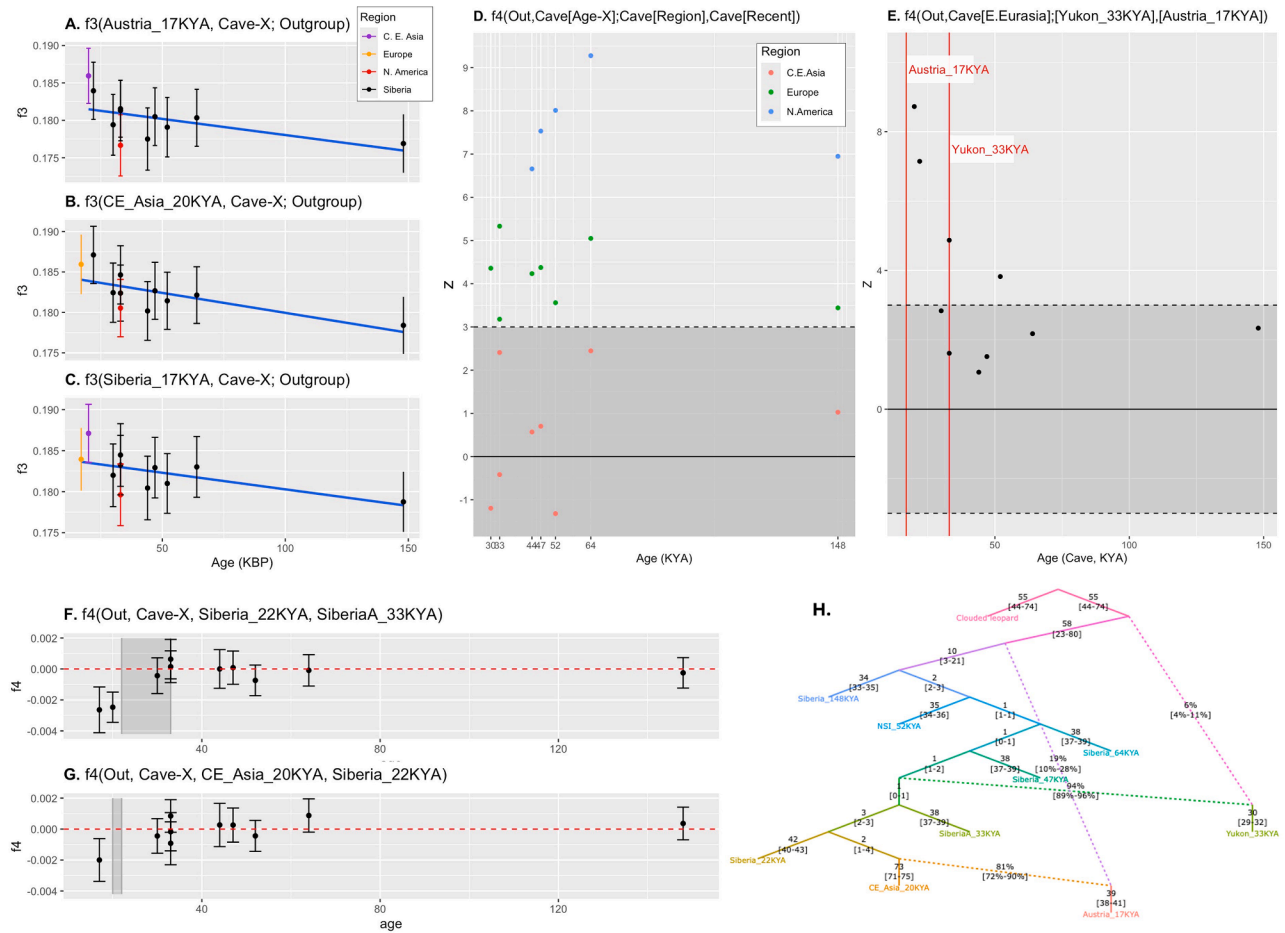 A. f3(Austria_17KYA, Cave-X; Outgroup)
Region
C. E. Asia
Europe
N. America
Siberia
0.190
0.185
0.180
0.175
f3
B. f3(CE_Asia_20KYA, Cave-X; Outgroup)
0.190
0.185
0.180
0.175
f3
C. f3(Siberia_17KYA, Cave-X; Outgroup)
0.190
0.185
0.180
0.175
f3
50
100
150
Age (KBP)
D. f4(Out,Cave[Age-X];Cave[Region],Cave[Recent])
Region
C.E.Asia
Europe
N.America
9
8
7
6
5
4
3
2
1
0
-1
Z
30
33
44
47
52
64
148
Age (KYA)
E. f4(Out,Cave[E.Eurasia];[Yukon_33KYA],[Austria_17KYA])
Austria_17KYA
Yukon_33KYA
8
4
0
Z
50
100
150
Age (Cave, KYA)
F. f4(Out, Cave-X, Siberia_22KYA, SiberiaA_33KYA)
0.002
0.000
-0.002
-0.004
f4
40
80
120
G. f4(Out, Cave-X, CE_Asia_20KYA, Siberia_22KYA)
0.002
0.000
-0.002
-0.004
f4
40
80
120
age
H.
55
[44-74]
55
[44-74]
Clouded leopard
58
[23-80]
10
[3-21]
34
[33-35]
Siberia_148KYA
2
[2-3]
6%
[4%-11%]
35
[34-36]
NSI_52KYA
1
[1-1]
38
[37-39]
Siberia_64KYA
1
[0-1]
1
[1-2]
38
[37-39]
Siberia_47KYA
19%
[10%-28%]
94%
[89%-96%]
1
[0-1]
30
[29-32]
Yukon_33KYA
3
[2-3]
38
[37-39]
SiberiaA_33KYA
42
[40-43]
Siberia_22KYA
2
[1-4]
73
[71-75]
CE_Asia_20KYA
81%
[72%-90%]
39
[38-41]
Austria_17KYA